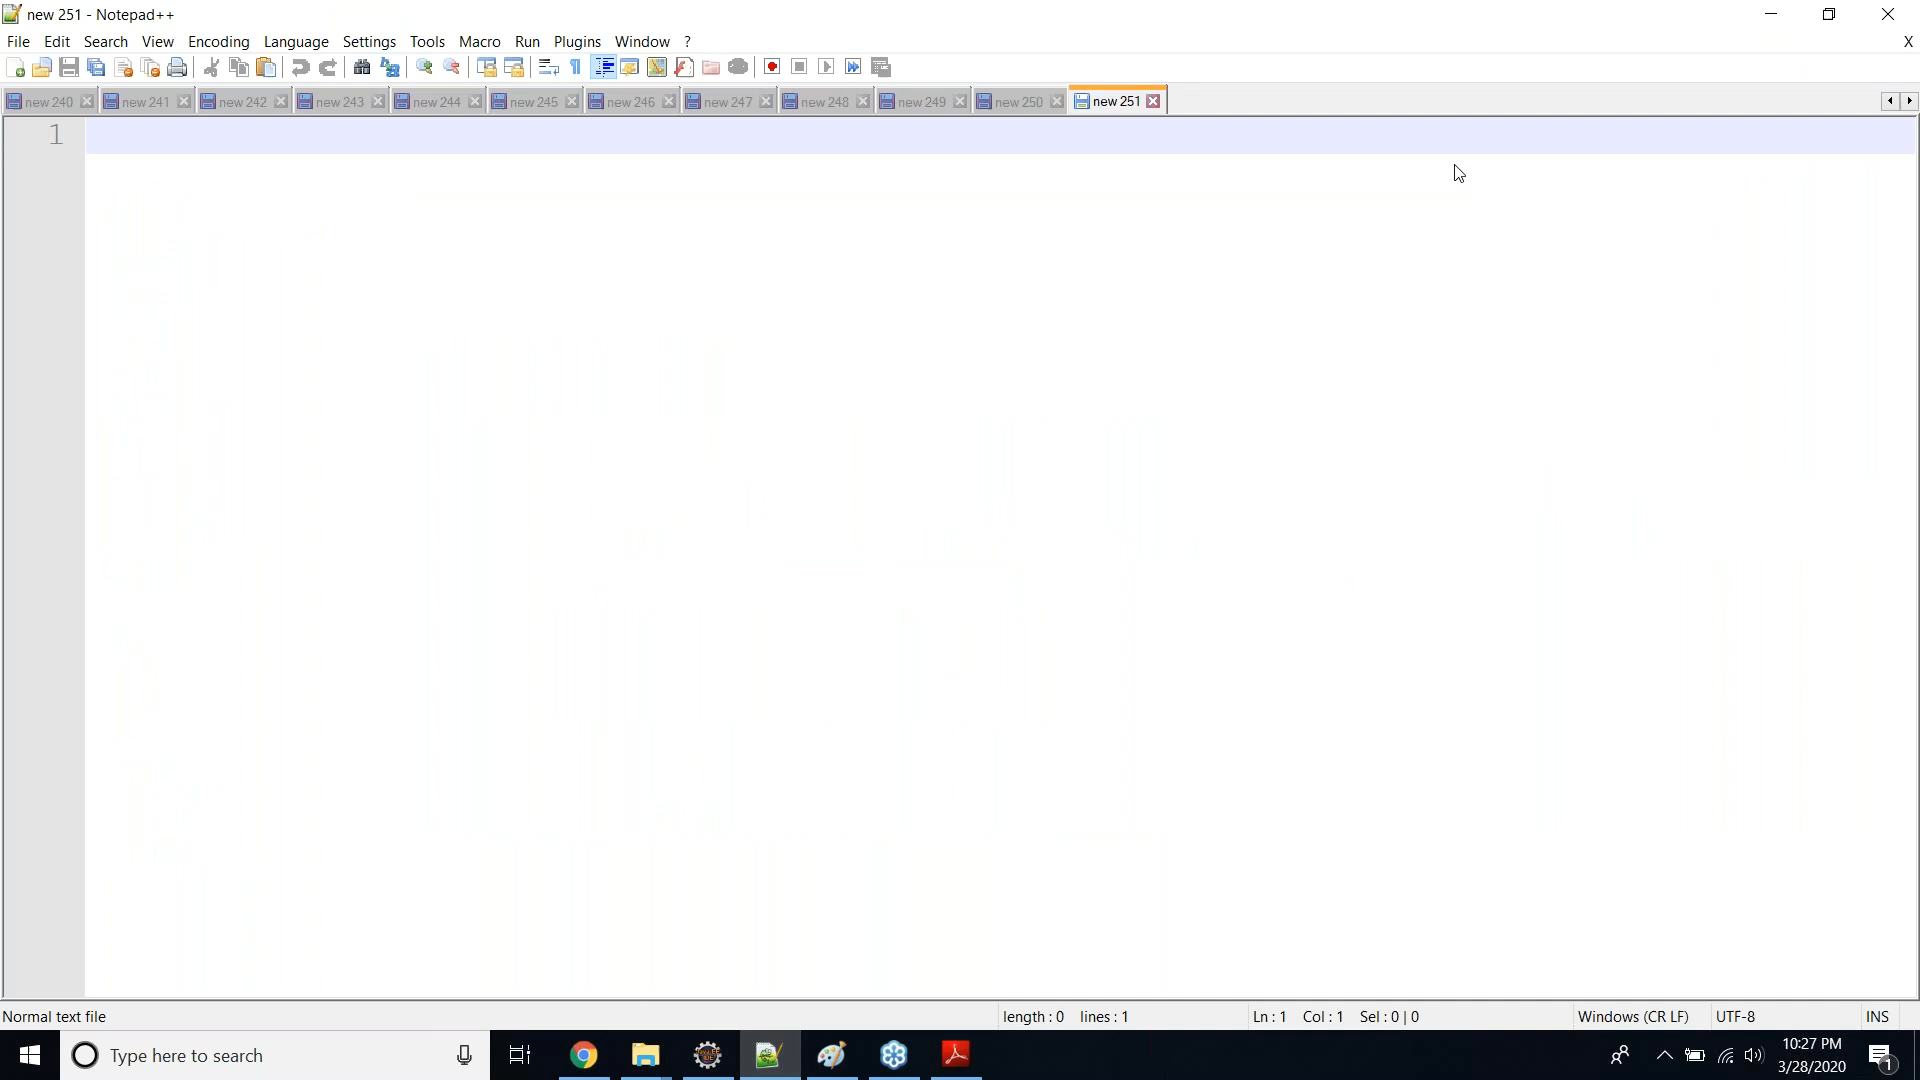 new 251 - Notepad++
File Edit Search View Encoding Language Settings Tools Macro Run Plugins Window ? X
new 240 new 241 new 242 new 243 new 244 new 245 new 246 new 247 new 248 new 249 new 250 new 251
1
Normal text file length : 0 lines : 1 Ln : 1 Col : 1 Sel : 0 | 0 Windows (CR LF) UTF-8 INS
Type here to search
10:27 PM
3/28/2020
1